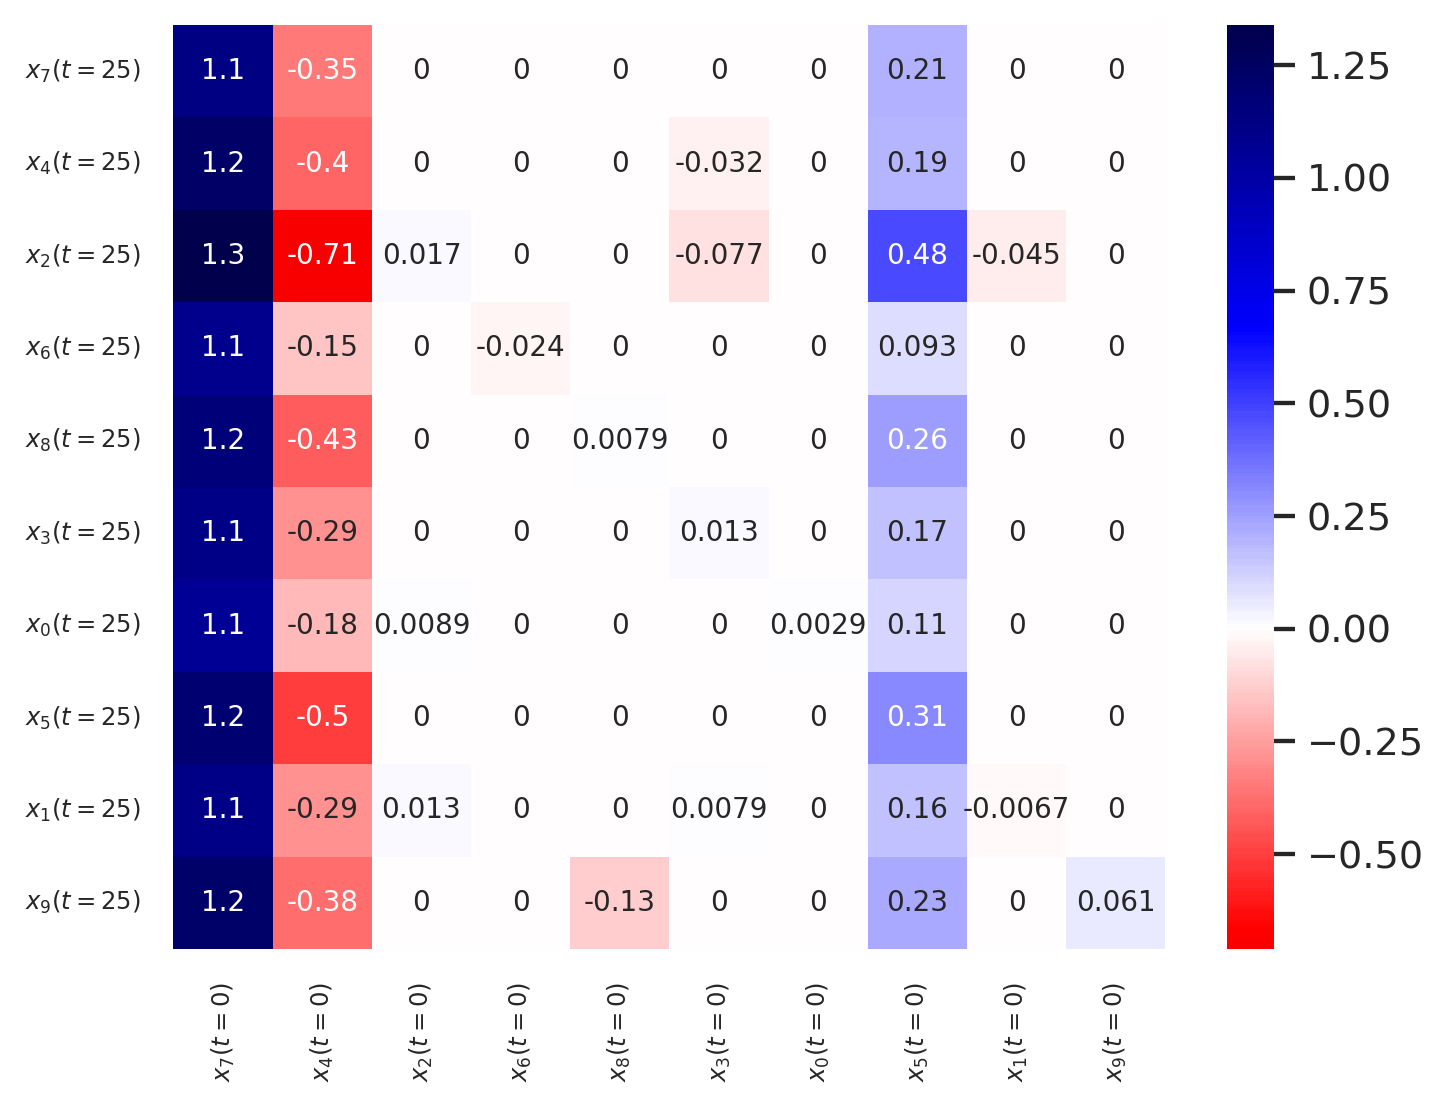 x₇(t = 25) 1.1 -0.35 0 0 0 0 0 0.21 0 0
x₄(t = 25) 1.2 -0.4 0 0 0 -0.032 0 0.19 0 0
x₂(t = 25) 1.3 -0.71 0.017 0 0 -0.077 0 0.48 -0.045 0
x₆(t = 25) 1.1 -0.15 0 -0.024 0 0 0 0.093 0 0
x₈(t = 25) 1.2 -0.43 0 0 0.0079 0 0 0.26 0 0
x₃(t = 25) 1.1 -0.29 0 0 0 0.013 0 0.17 0 0
x₀(t = 25) 1.1 -0.18 0.0089 0 0 0 0.0029 0.11 0 0
x₅(t = 25) 1.2 -0.5 0 0 0 0 0 0.31 0 0
x₁(t = 25) 1.1 -0.29 0.013 0 0 0.0079 0 0.16 -0.0067 0
x₉(t = 25) 1.2 -0.38 0 0 -0.13 0 0 0.23 0 0.061
x₇(t = 0) x₄(t = 0) x₂(t = 0) x₆(t = 0) x₈(t = 0) x₃(t = 0) x₀(t = 0) x₅(t = 0) x₁(t = 0) x₉(t = 0)
1.25
1.00
0.75
0.50
0.25
0.00
−0.25
−0.50